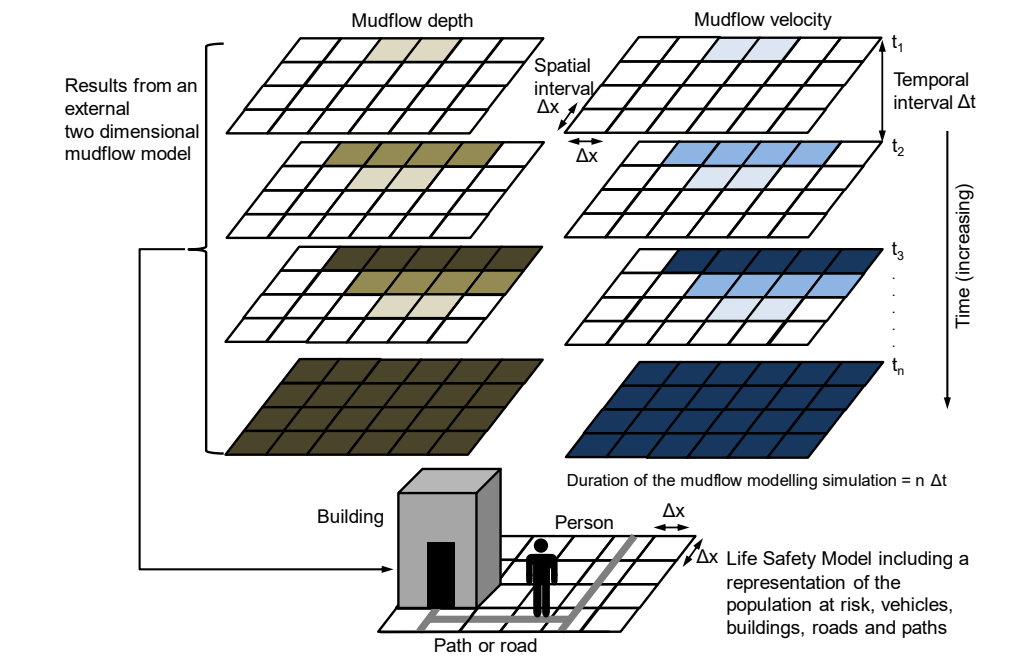 Mudflow depth
Mudflow velocity
Results from an
external
two dimensional
mudflow model
Spatial
interval
Δx
Δx
t1
Temporal
interval Δt
t2
t3
.
.
.
.
tn
Time (increasing)
Duration of the mudflow modelling simulation = n Δt
Building
Person
Δx
Δx
Life Safety Model including a
representation of the
population at risk, vehicles,
buildings, roads and paths
Path or road